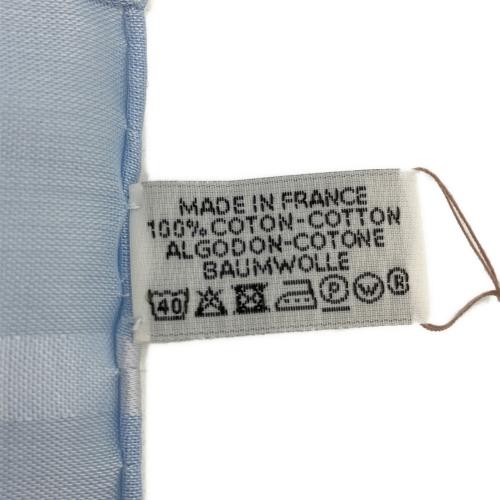 MADE IN FRANCE
100% COTON-COTTON
ALGODON-COTONE
BAUMWOLLE
40 P W ®